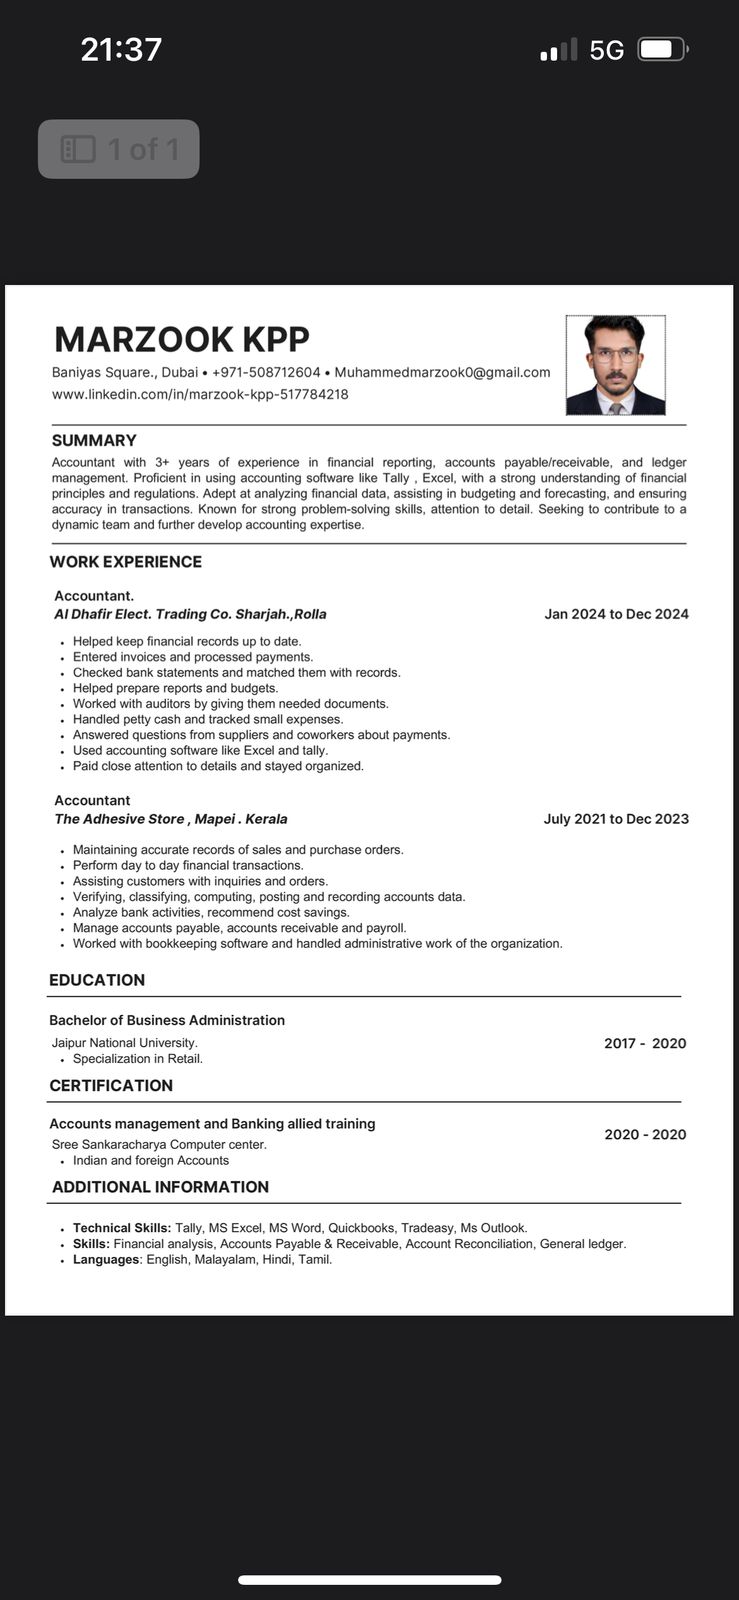 21:37
5G
1 of 1
MARZOOK KPP
Baniyas Square., Dubai • +971-508712604 • Muhammedmarzook0@gmail.com
www.linkedin.com/in/marzook-kpp-517784218
SUMMARY
Accountant with 3+ years of experience in financial reporting, accounts payable/receivable, and ledger
management. Proficient in using accounting software like Tally , Excel, with a strong understanding of financial
principles and regulations. Adept at analyzing financial data, assisting in budgeting and forecasting, and ensuring
accuracy in transactions. Known for strong problem-solving skills, attention to detail. Seeking to contribute to a
dynamic team and further develop accounting expertise.
WORK EXPERIENCE
Accountant.
Al Dhafir Elect. Trading Co. Sharjah.,Rolla Jan 2024 to Dec 2024
• Helped keep financial records up to date.
• Entered invoices and processed payments.
• Checked bank statements and matched them with records.
• Helped prepare reports and budgets.
• Worked with auditors by giving them needed documents.
• Handled petty cash and tracked small expenses.
• Answered questions from suppliers and coworkers about payments.
• Used accounting software like Excel and tally.
• Paid close attention to details and stayed organized.
Accountant
The Adhesive Store , Mapei . Kerala July 2021 to Dec 2023
• Maintaining accurate records of sales and purchase orders.
• Perform day to day financial transactions.
• Assisting customers with inquiries and orders.
• Verifying, classifying, computing, posting and recording accounts data.
• Analyze bank activities, recommend cost savings.
• Manage accounts payable, accounts receivable and payroll.
• Worked with bookkeeping software and handled administrative work of the organization.
EDUCATION
Bachelor of Business Administration
Jaipur National University. 2017 - 2020
• Specialization in Retail.
CERTIFICATION
Accounts management and Banking allied training
2020 - 2020
Sree Sankaracharya Computer center.
• Indian and foreign Accounts
ADDITIONAL INFORMATION
• Technical Skills: Tally, MS Excel, MS Word, Quickbooks, Tradeasy, Ms Outlook.
• Skills: Financial analysis, Accounts Payable & Receivable, Account Reconciliation, General ledger.
• Languages: English, Malayalam, Hindi, Tamil.